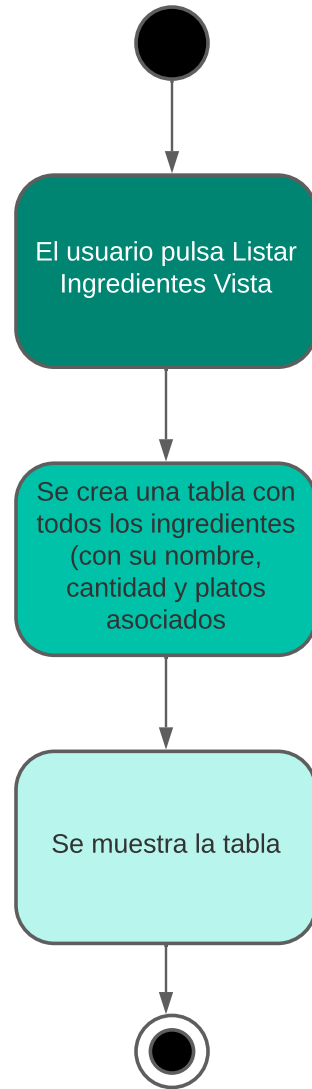 El usuario pulsa Listar
Ingredientes Vista
Se crea una tabla con
todos los ingredientes
(con su nombre,
cantidad y platos
asociados
Se muestra la tabla